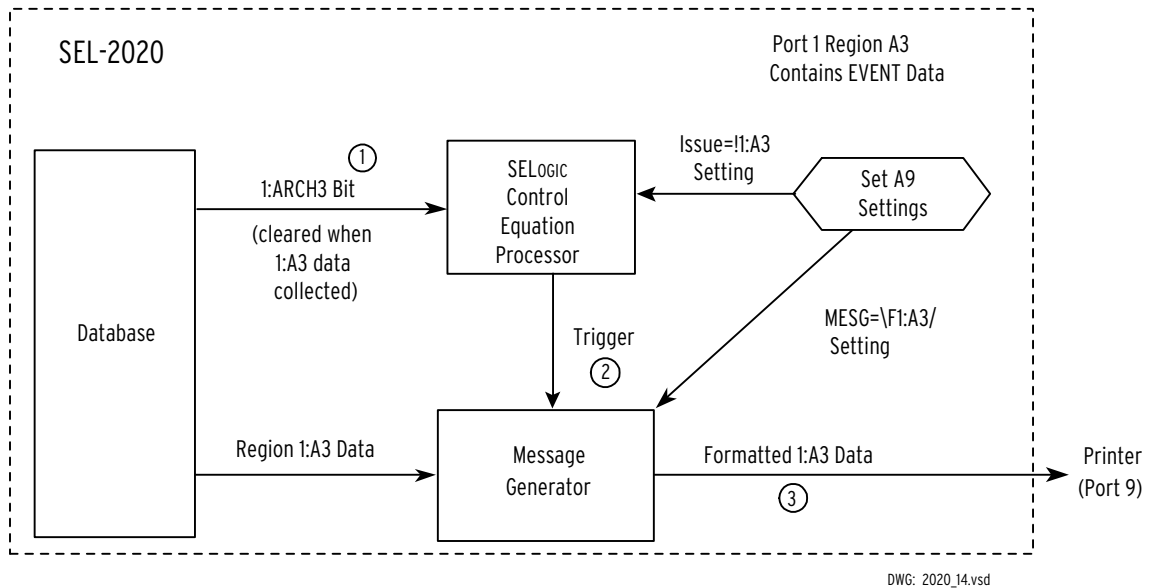 SEL-2020
Port 1 Region A3
Contains EVENT Data
1
1:ARCH3 Bit
(cleared when
1:A3 data
collected)
SELOGIC
Control
Equation
Processor
Issue=!1:A3
Setting
Set A9
Settings
Database
Trigger
2
MESG=\F1:A3/
Setting
Region 1:A3 Data
Message
Generator
Formatted 1:A3 Data
3
Printer
(Port 9)
DWG: 2020_14.vsd